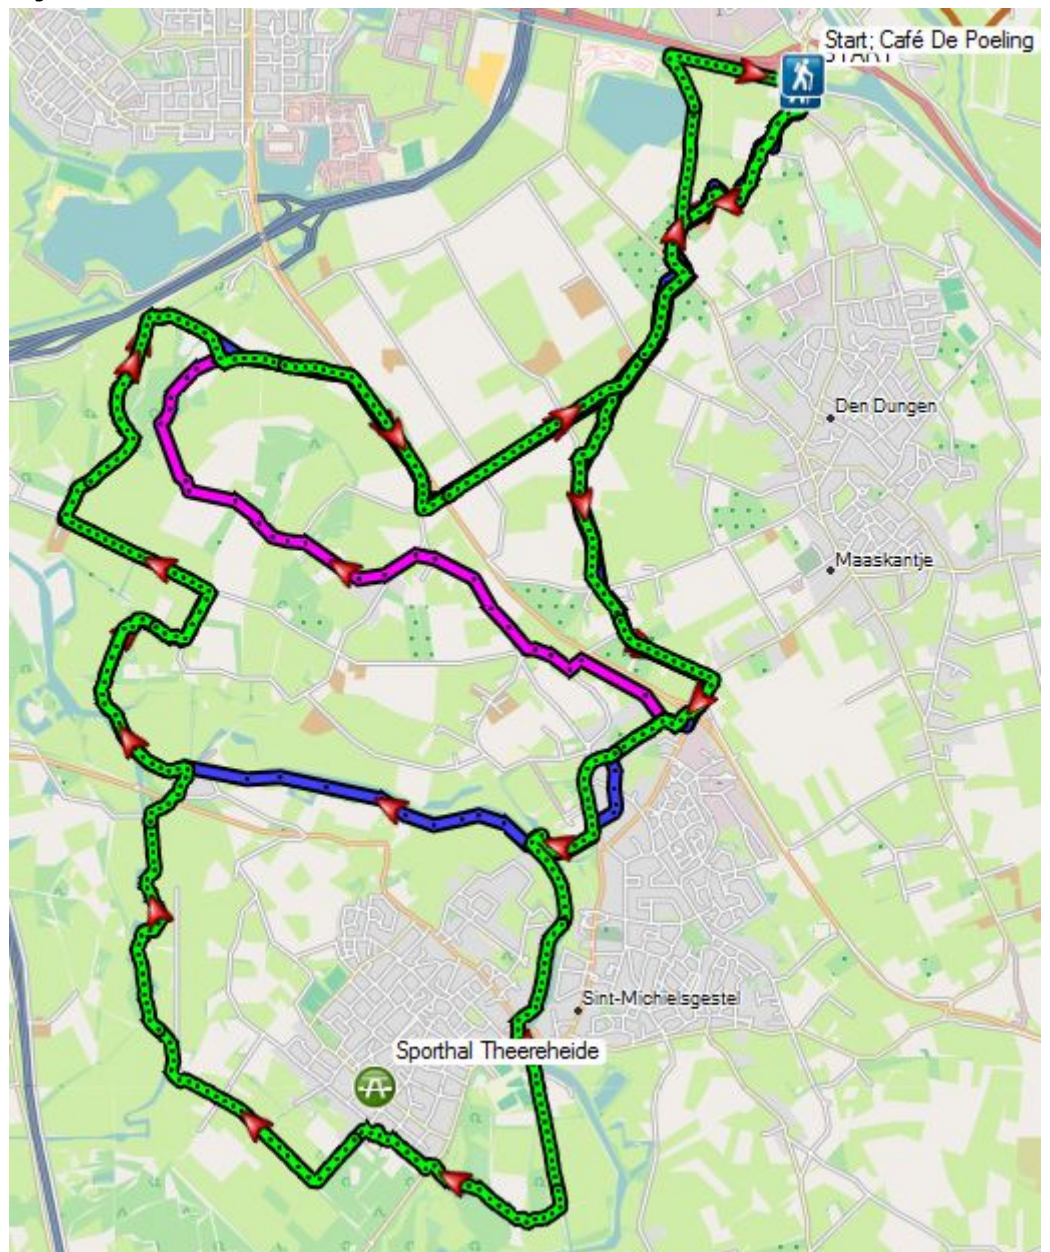 Start; Café De Poeling
START
Den Dungen
Maaskantje
Sint-Michielsgestel
Sporthal Theereheide